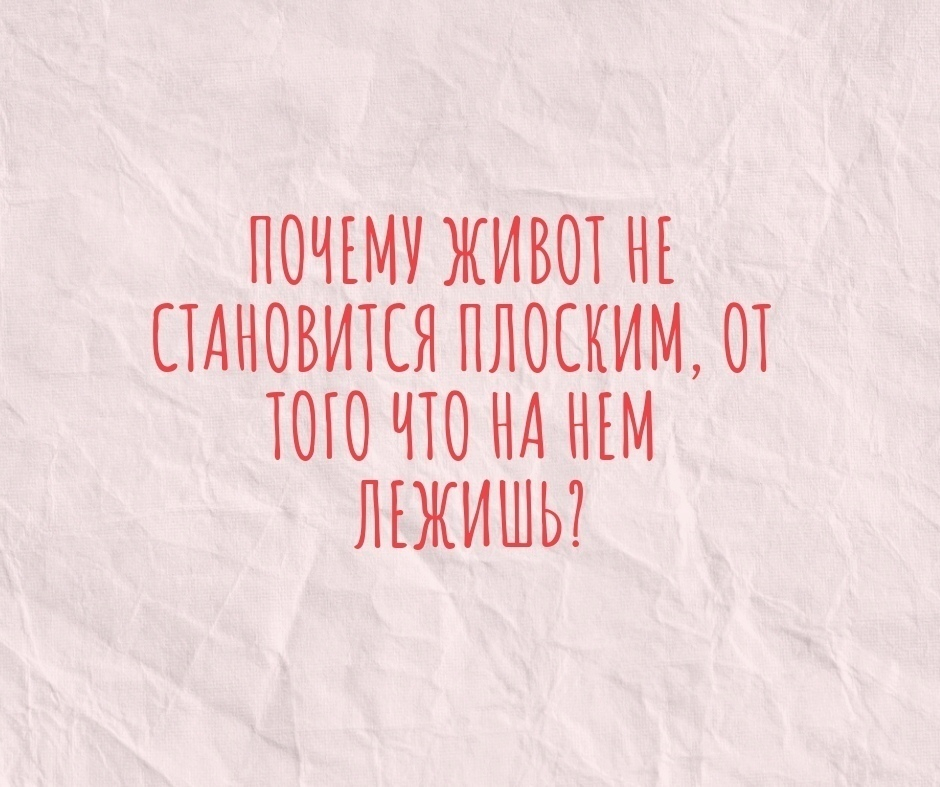 ПОЧЕМУ ЖИВОТ НЕ
СТАНОВИТСЯ ПЛОСКИМ, ОТ
ТОГО ЧТО НА НЕМ
ЛЕЖИШЬ?